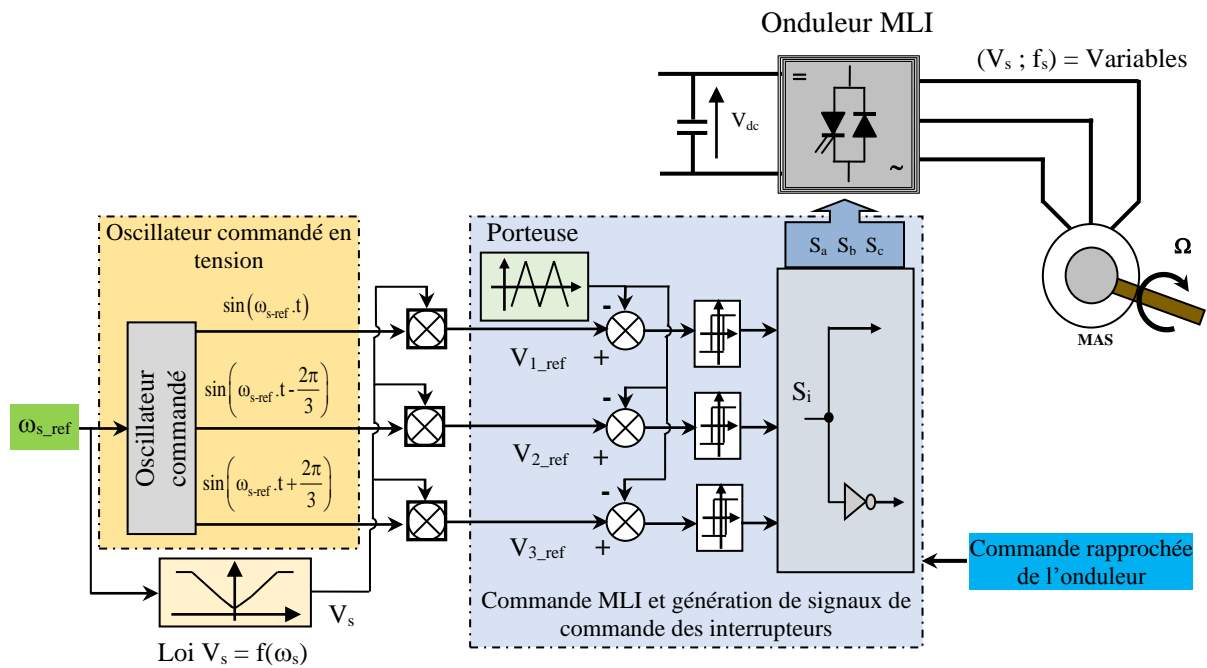 Onduleur MLI
(Vs ; fs) = Variables
=
Vdc
~
Oscillateur commandé en
tension
Porteuse
Sa Sb Sc
Ω
MAS
sin(ωs-ref .t)
-
+
V1_ref
sin(ωs-ref .t - 2π/3)
Oscillateur
commandé
ωs_ref
-
+
V2_ref
Si
sin(ωs-ref .t + 2π/3)
-
+
V3_ref
Commande rapprochée
de l’onduleur
Vs
Commande MLI et génération de signaux de
commande des interrupteurs
Loi Vs = f(ωs)